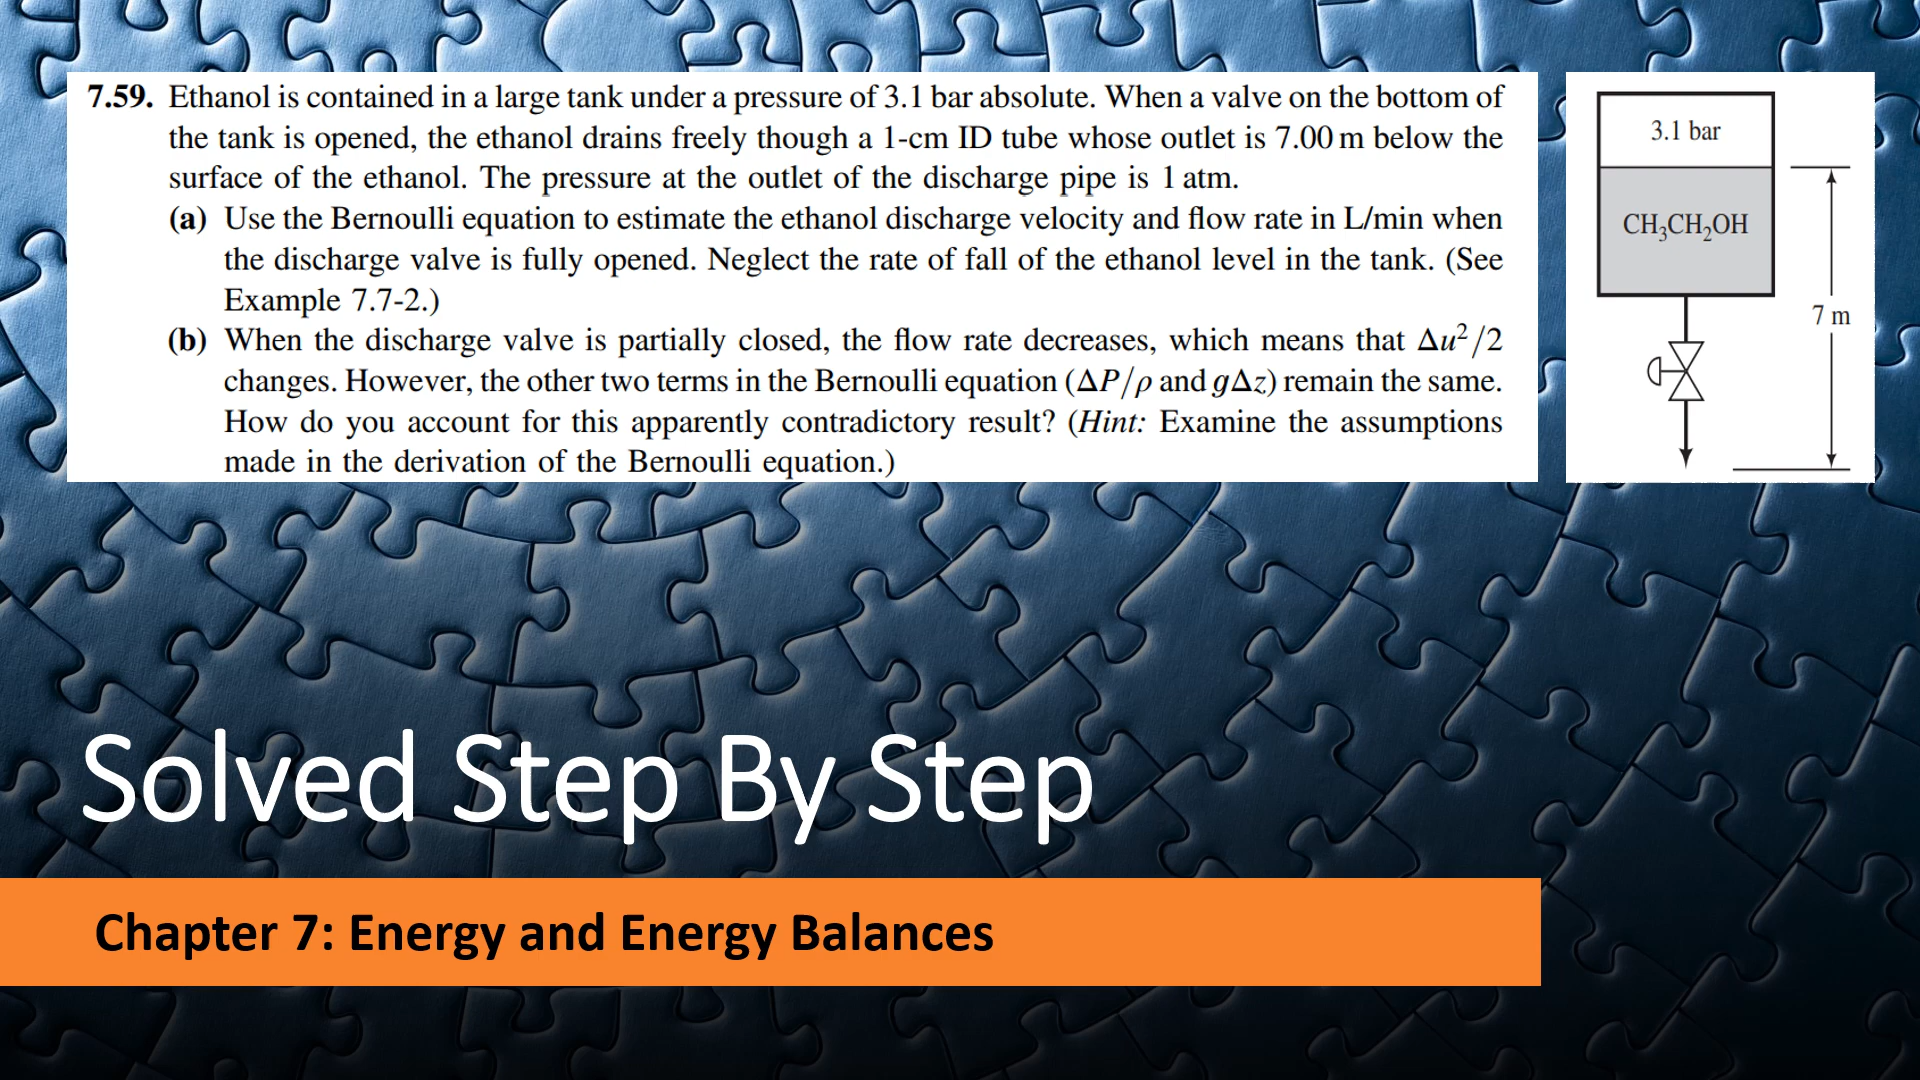 7.59. Ethanol is contained in a large tank under a pressure of 3.1 bar absolute. When a valve on the bottom of
the tank is opened, the ethanol drains freely though a 1-cm ID tube whose outlet is 7.00 m below the
surface of the ethanol. The pressure at the outlet of the discharge pipe is 1 atm.
(a) Use the Bernoulli equation to estimate the ethanol discharge velocity and flow rate in L/min when
the discharge valve is fully opened. Neglect the rate of fall of the ethanol level in the tank. (See
Example 7.7-2.)
(b) When the discharge valve is partially closed, the flow rate decreases, which means that Δu²/2
changes. However, the other two terms in the Bernoulli equation (ΔP/ρ and gΔz) remain the same.
How do you account for this apparently contradictory result? (Hint: Examine the assumptions
made in the derivation of the Bernoulli equation.)
3.1 bar
CH₃CH₂OH
7 m
Solved Step By Step
Chapter 7: Energy and Energy Balances